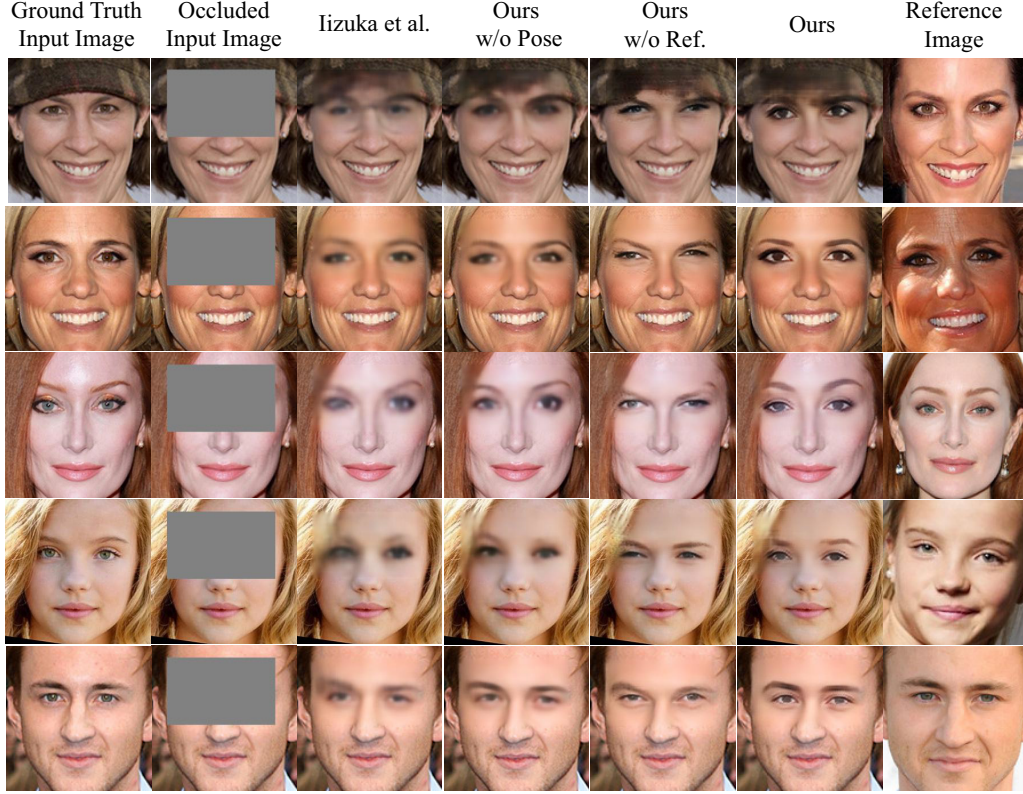 Ground Truth
Input Image
Occluded
Input Image
Iizuka et al.
Ours
w/o Pose
Ours
w/o Ref.
Ours
Reference
Image